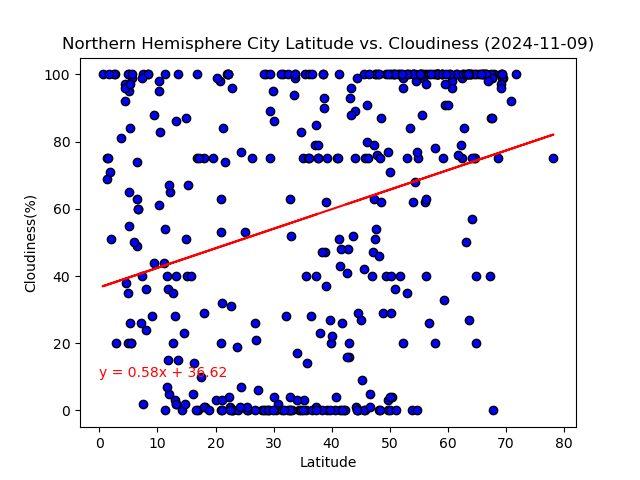 Northern Hemisphere City Latitude vs. Cloudiness (2024-11-09)
100
80
60
40
20
0
Cloudiness(%)
y = 0.58x + 36.62
0 10 20 30 40 50 60 70 80
Latitude